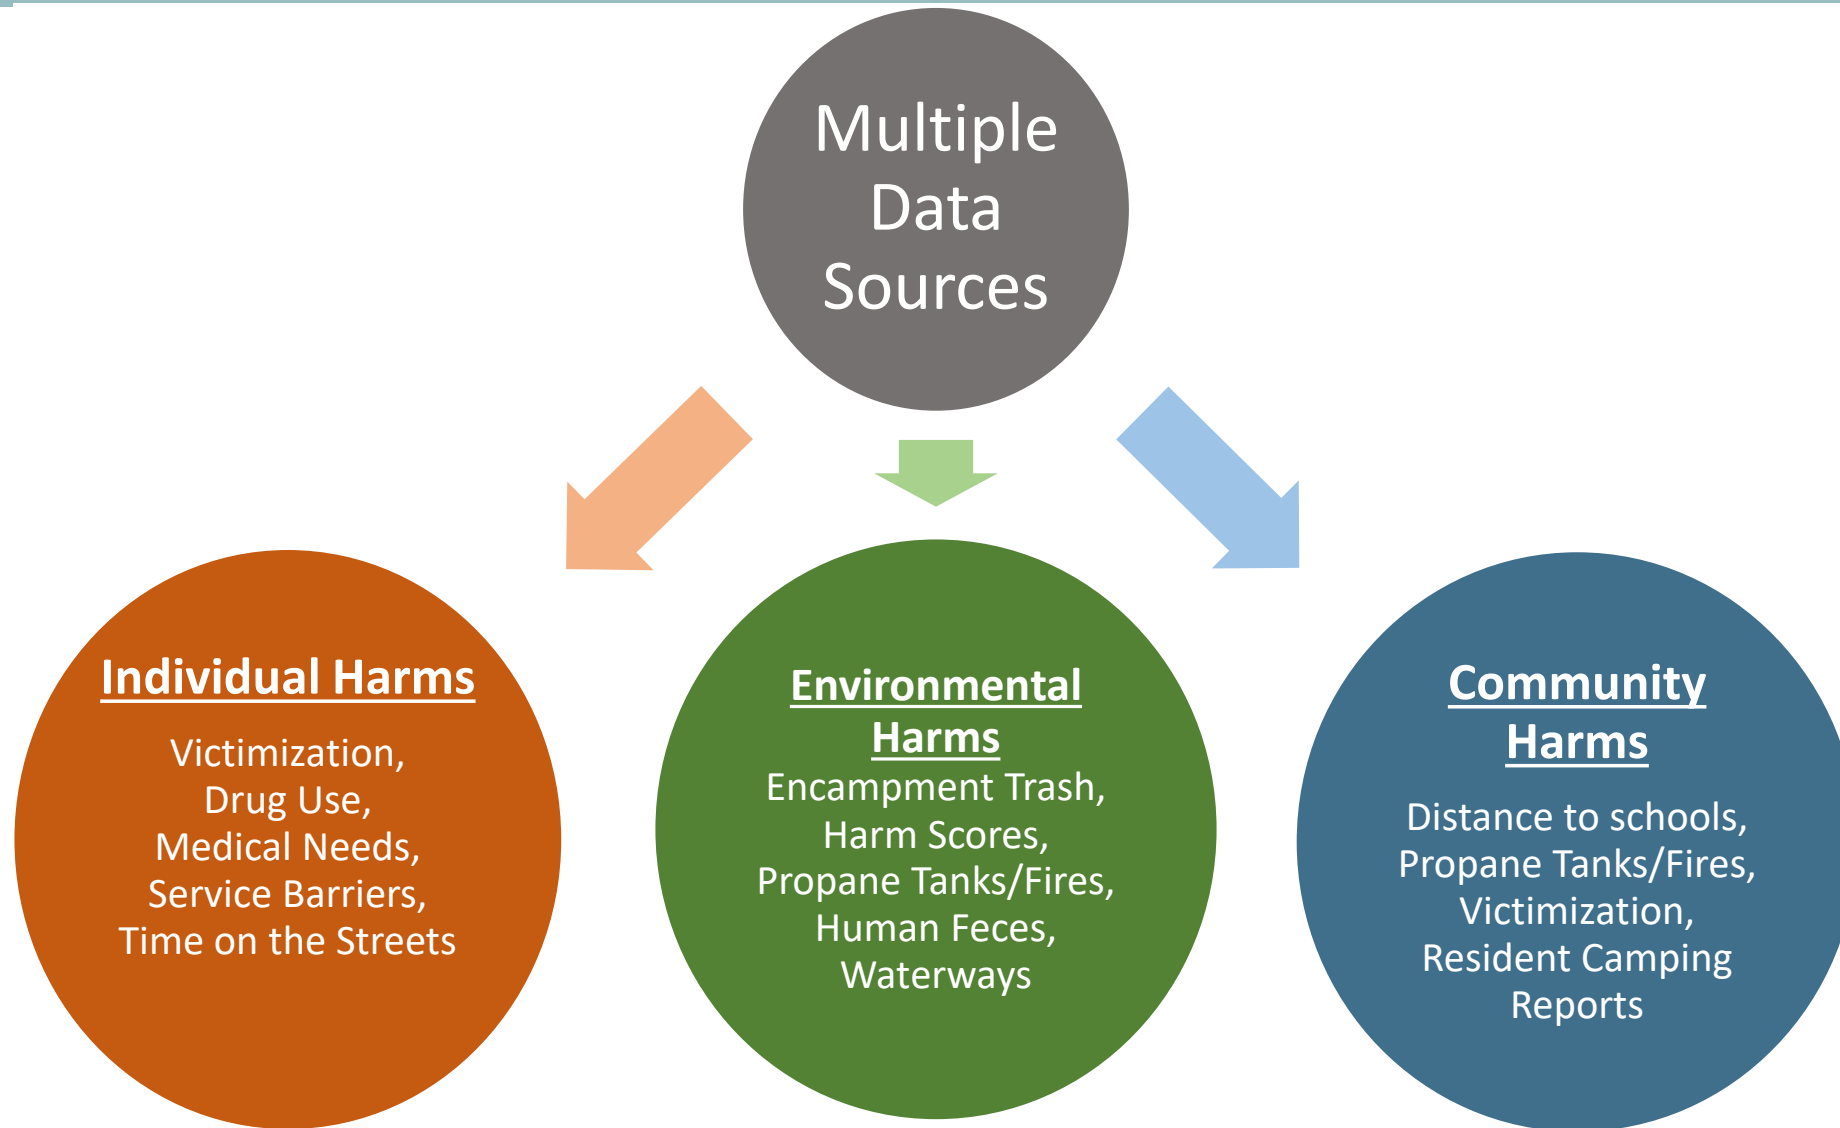 Multiple
Data
Sources
Individual Harms
Victimization,
Drug Use,
Medical Needs,
Service Barriers,
Time on the Streets
Environmental
Harms
Encampment Trash,
Harm Scores,
Propane Tanks/Fires,
Human Feces,
Waterways
Community
Harms
Distance to schools,
Propane Tanks/Fires,
Victimization,
Resident Camping
Reports